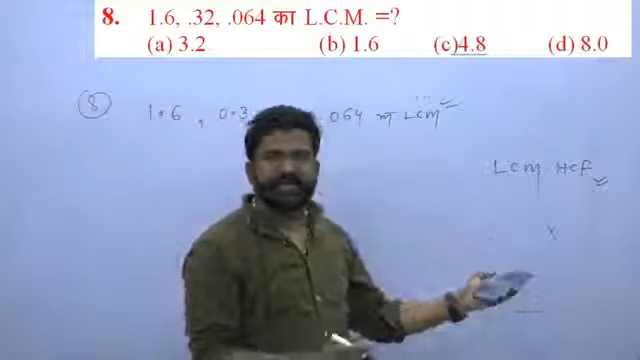 8. 1.6, .32, .064 का L.C.M. =?
(a) 3.2 (b) 1.6 (c) 4.8 (d) 8.0
8 1.6 , 0.3 064 का LCM
LCM HCF
x